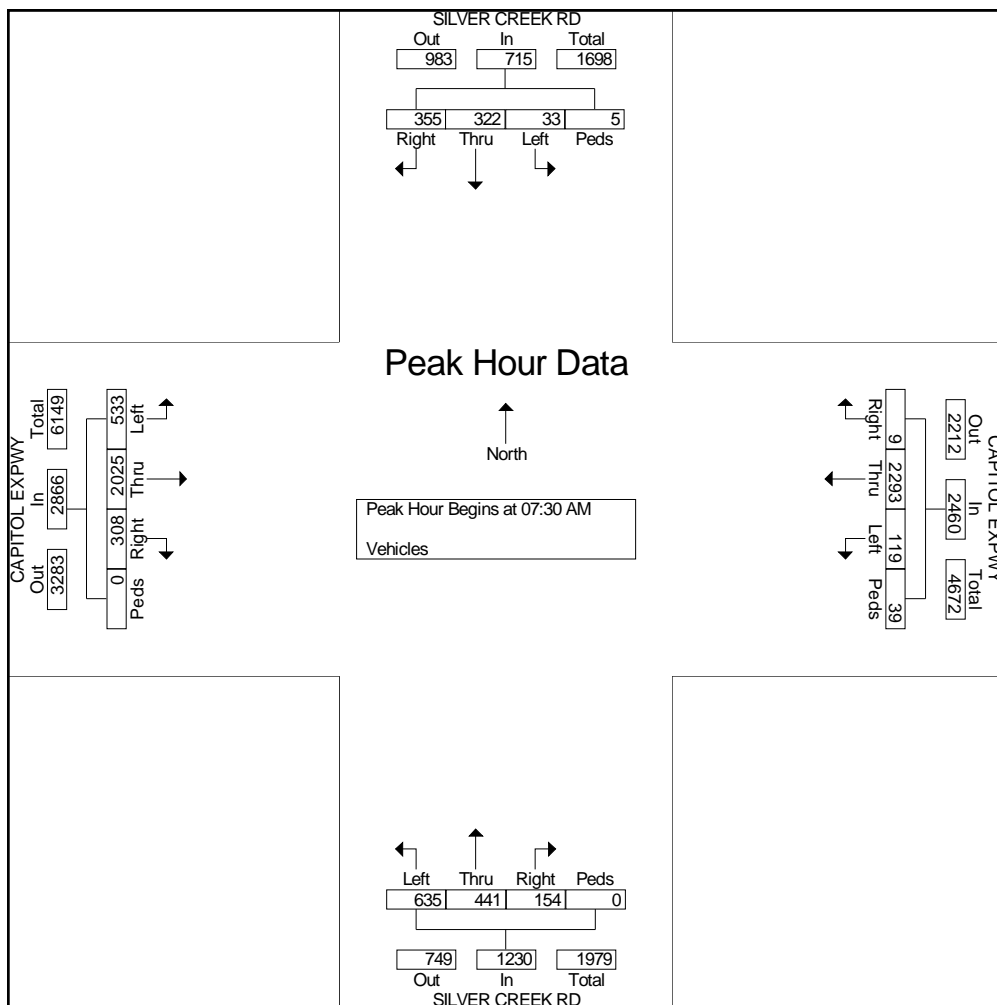 SILVER CREEK RD
Out In Total
983 715 1698
355 322 33 5
Right Thru Left Peds
Peak Hour Data
North
Peak Hour Begins at 07:30 AM
Vehicles
CAPITOL EXPWY
Out In Total
3283 2866 6149
0 308 2025 533
Peds Right Thru Left
CAPITOL EXPWY
Out In Total
2212 2460 4672
9 2293 119 39
Right Thru Left Peds
Left Thru Right Peds
635 441 154 0
749 1230 1979
Out In Total
SILVER CREEK RD